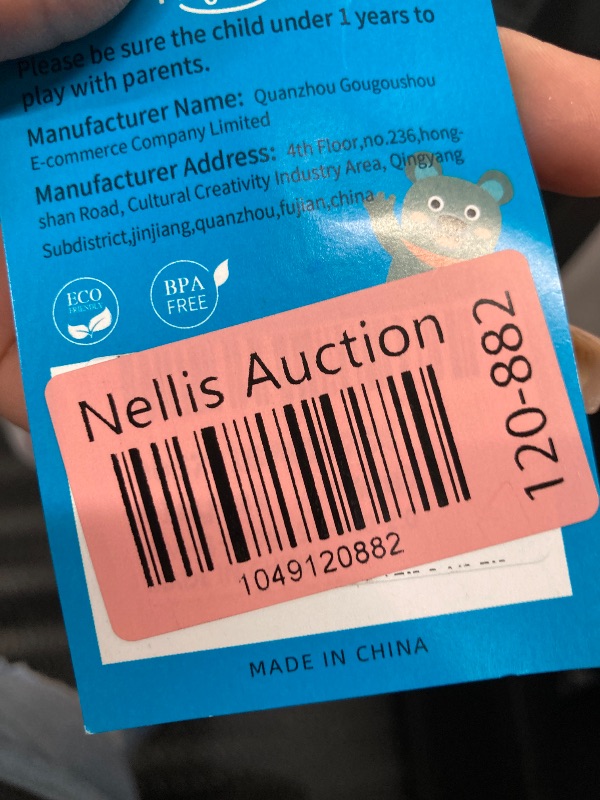 Please be sure the child under 1 years to
play with parents.
Manufacturer Name: Quanzhou Gougoushou
E-commerce Company Limited
Manufacturer Address: 4th Floor,no.236,hong-
shan Road, Cultural Creativity Industry Area, Qingyang
Subdistrict,jinjiang,quanzhou,fujian,china
ECO
FRIENDLY
BPA
FREE
Nellis Auction
120-882
1049120882
MADE IN CHINA